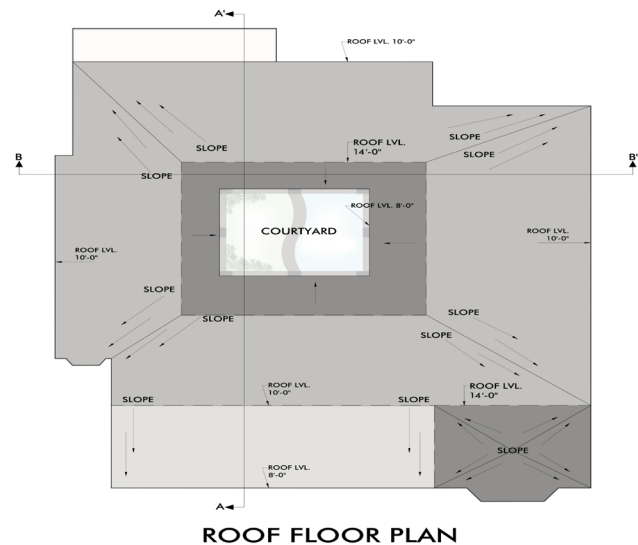 A'
ROOF LVL. 10'-0"
SLOPE
SLOPE
SLOPE
ROOF LVL.
14'-0"
B
B'
SLOPE
ROOF LVL. 8'-0"
COURTYARD
ROOF LVL.
10'-0"
ROOF LVL.
10'-0"
SLOPE
SLOPE
SLOPE
SLOPE
ROOF LVL.
10'-0"
ROOF LVL.
14'-0"
SLOPE
SLOPE
SLOPE
ROOF LVL.
8'-0"
A
ROOF FLOOR PLAN